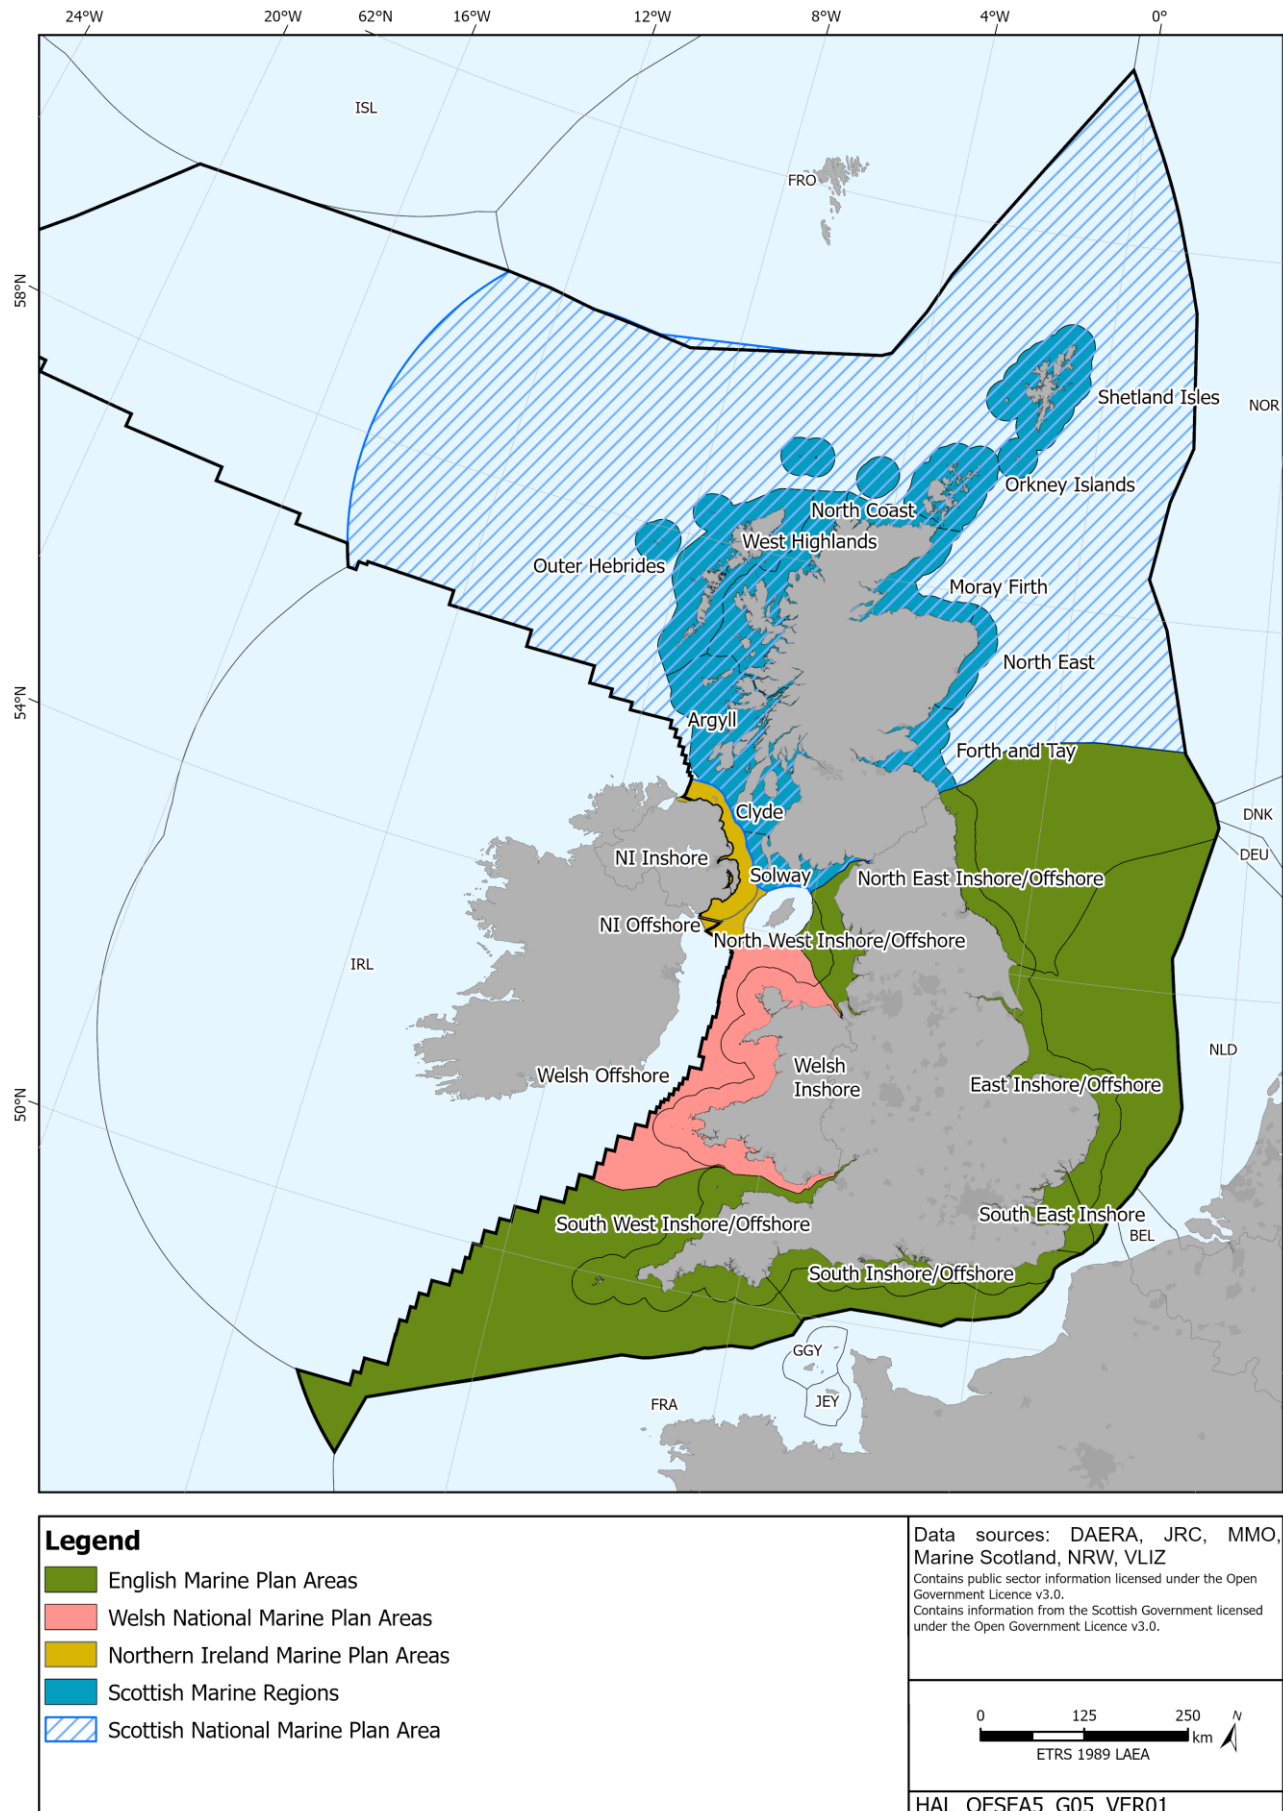 24°W 20°W 62°N 16°W 12°W 8°W 4°W 0°
ISL
FRO
58°N
Shetland Isles
NOR
Orkney Islands
North Coast
West Highlands
Outer Hebrides
Moray Firth
North East
54°N
Argyll
Forth and Tay
Clyde
DNK
DEU
NI Inshore
Solway
North East Inshore/Offshore
NI Offshore
North West Inshore/Offshore
IRL
NLD
Welsh
Inshore
Welsh Offshore
East Inshore/Offshore
50°N
South East Inshore
South West Inshore/Offshore
BEL
South Inshore/Offshore
GGY
JEY
FRA
Legend
English Marine Plan Areas
Welsh National Marine Plan Areas
Northern Ireland Marine Plan Areas
Scottish Marine Regions
Scottish National Marine Plan Area
Data sources: DAERA, JRC, MMO,
Marine Scotland, NRW, VLIZ
Contains public sector information licensed under the Open
Government Licence v3.0.
Contains information from the Scottish Government licensed
under the Open Government Licence v3.0.
0 125 250 N
km
ETRS 1989 LAEA
HAL_OESEA5_G05_VER01